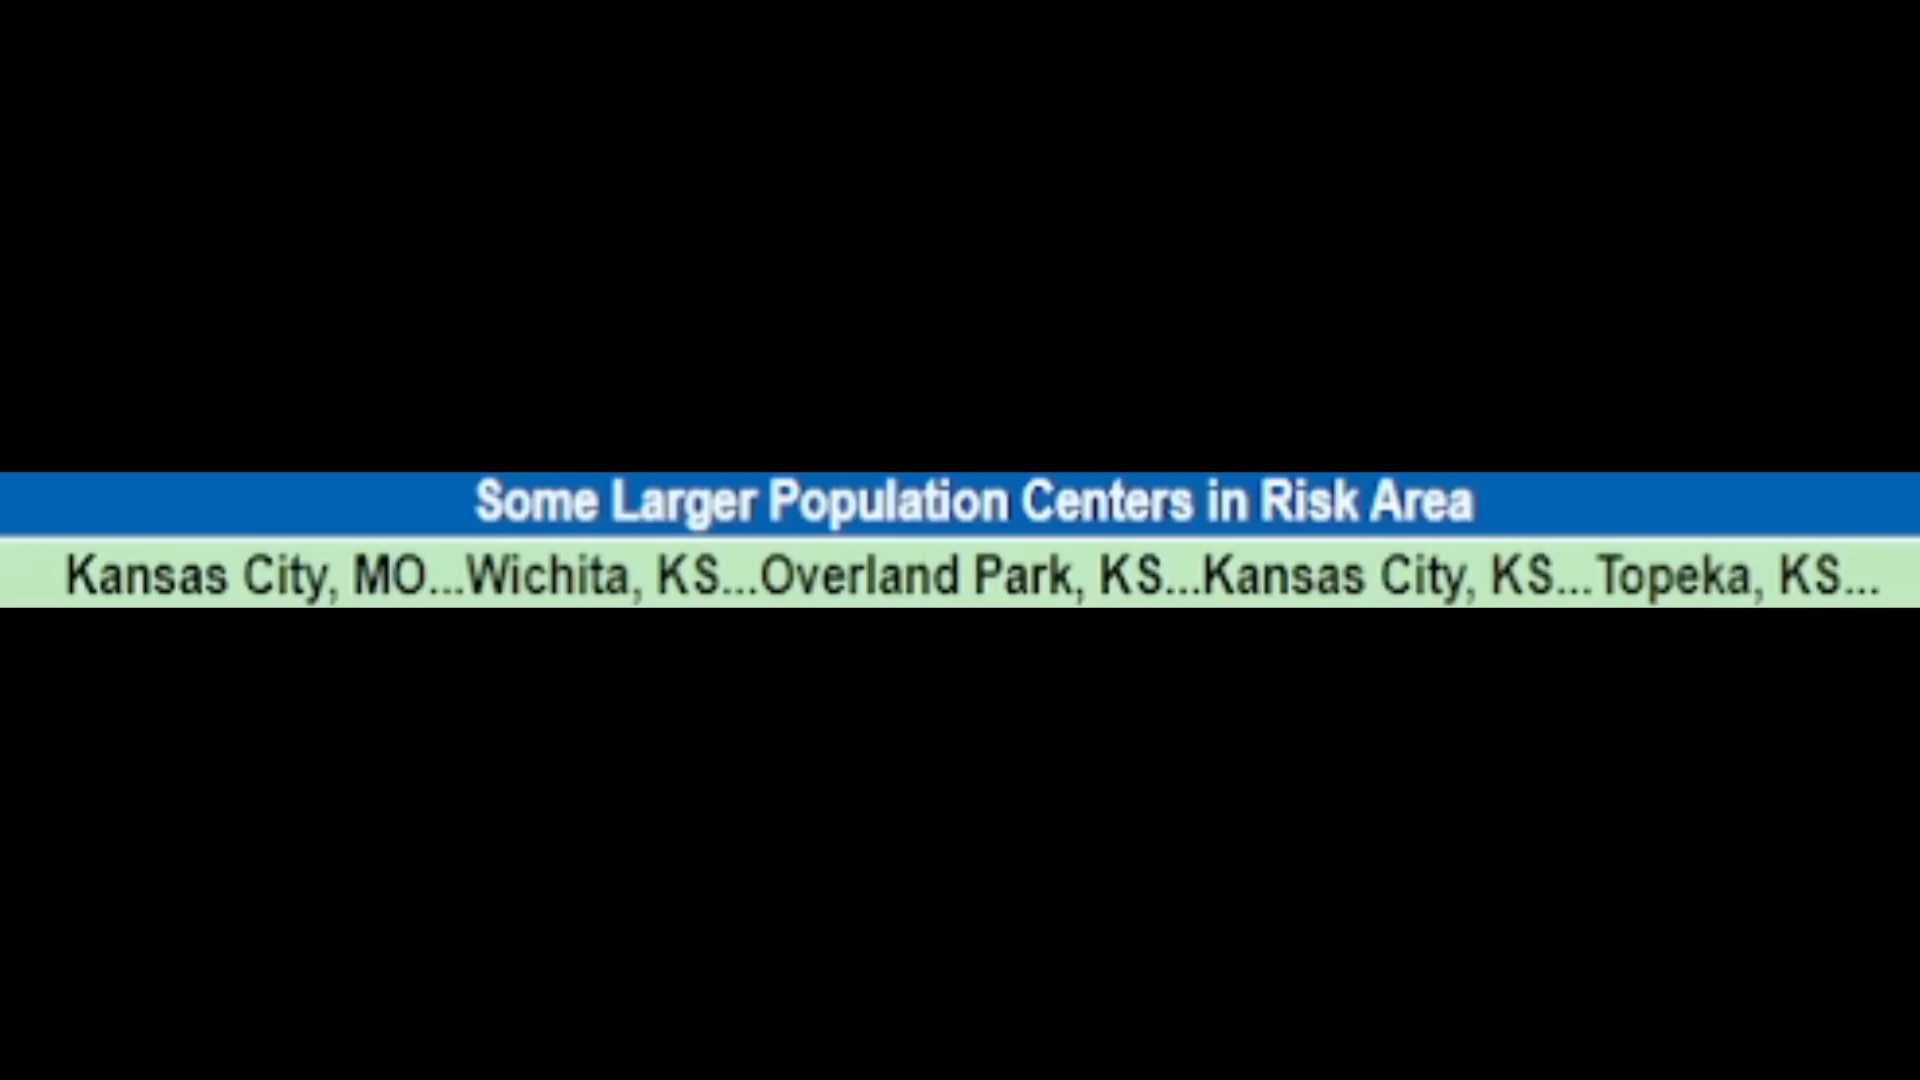 Some Larger Population Centers in Risk Area
Kansas City, MO...Wichita, KS...Overland Park, KS...Kansas City, KS...Topeka, KS...